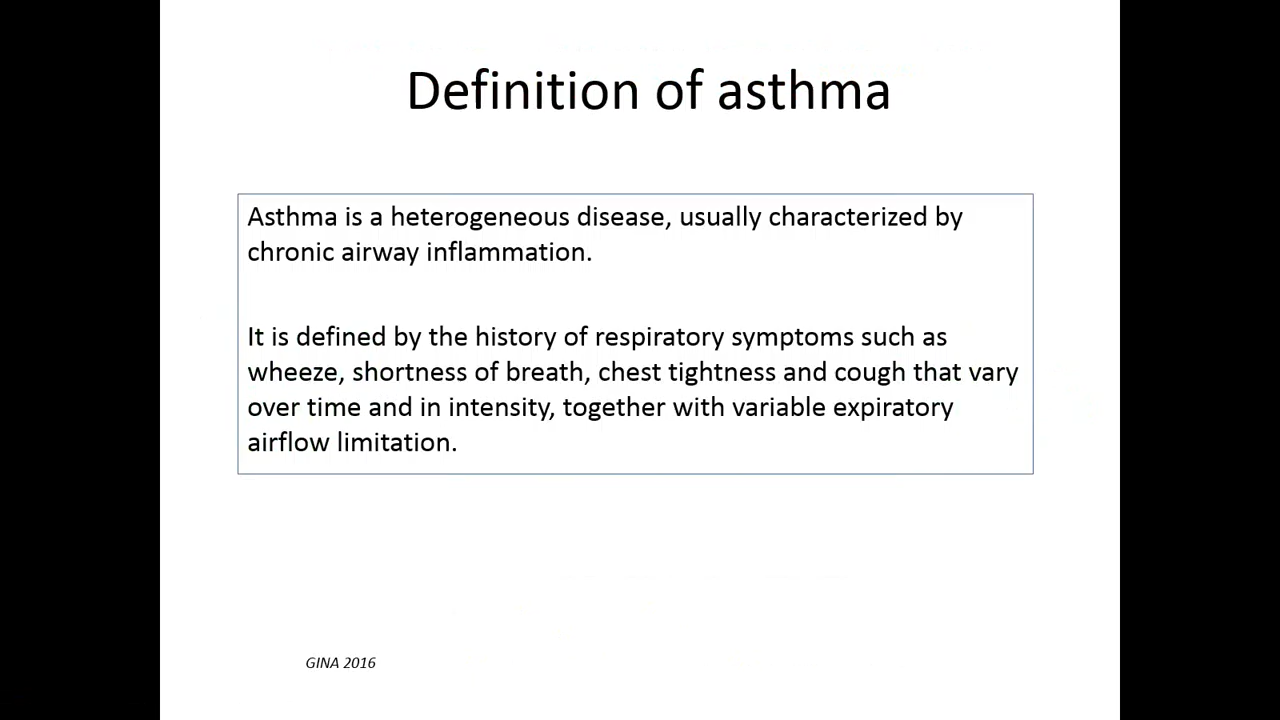 Definition of asthma
Asthma is a heterogeneous disease, usually characterized by
chronic airway inflammation.
It is defined by the history of respiratory symptoms such as
wheeze, shortness of breath, chest tightness and cough that vary
over time and in intensity, together with variable expiratory
airflow limitation.
GINA 2016